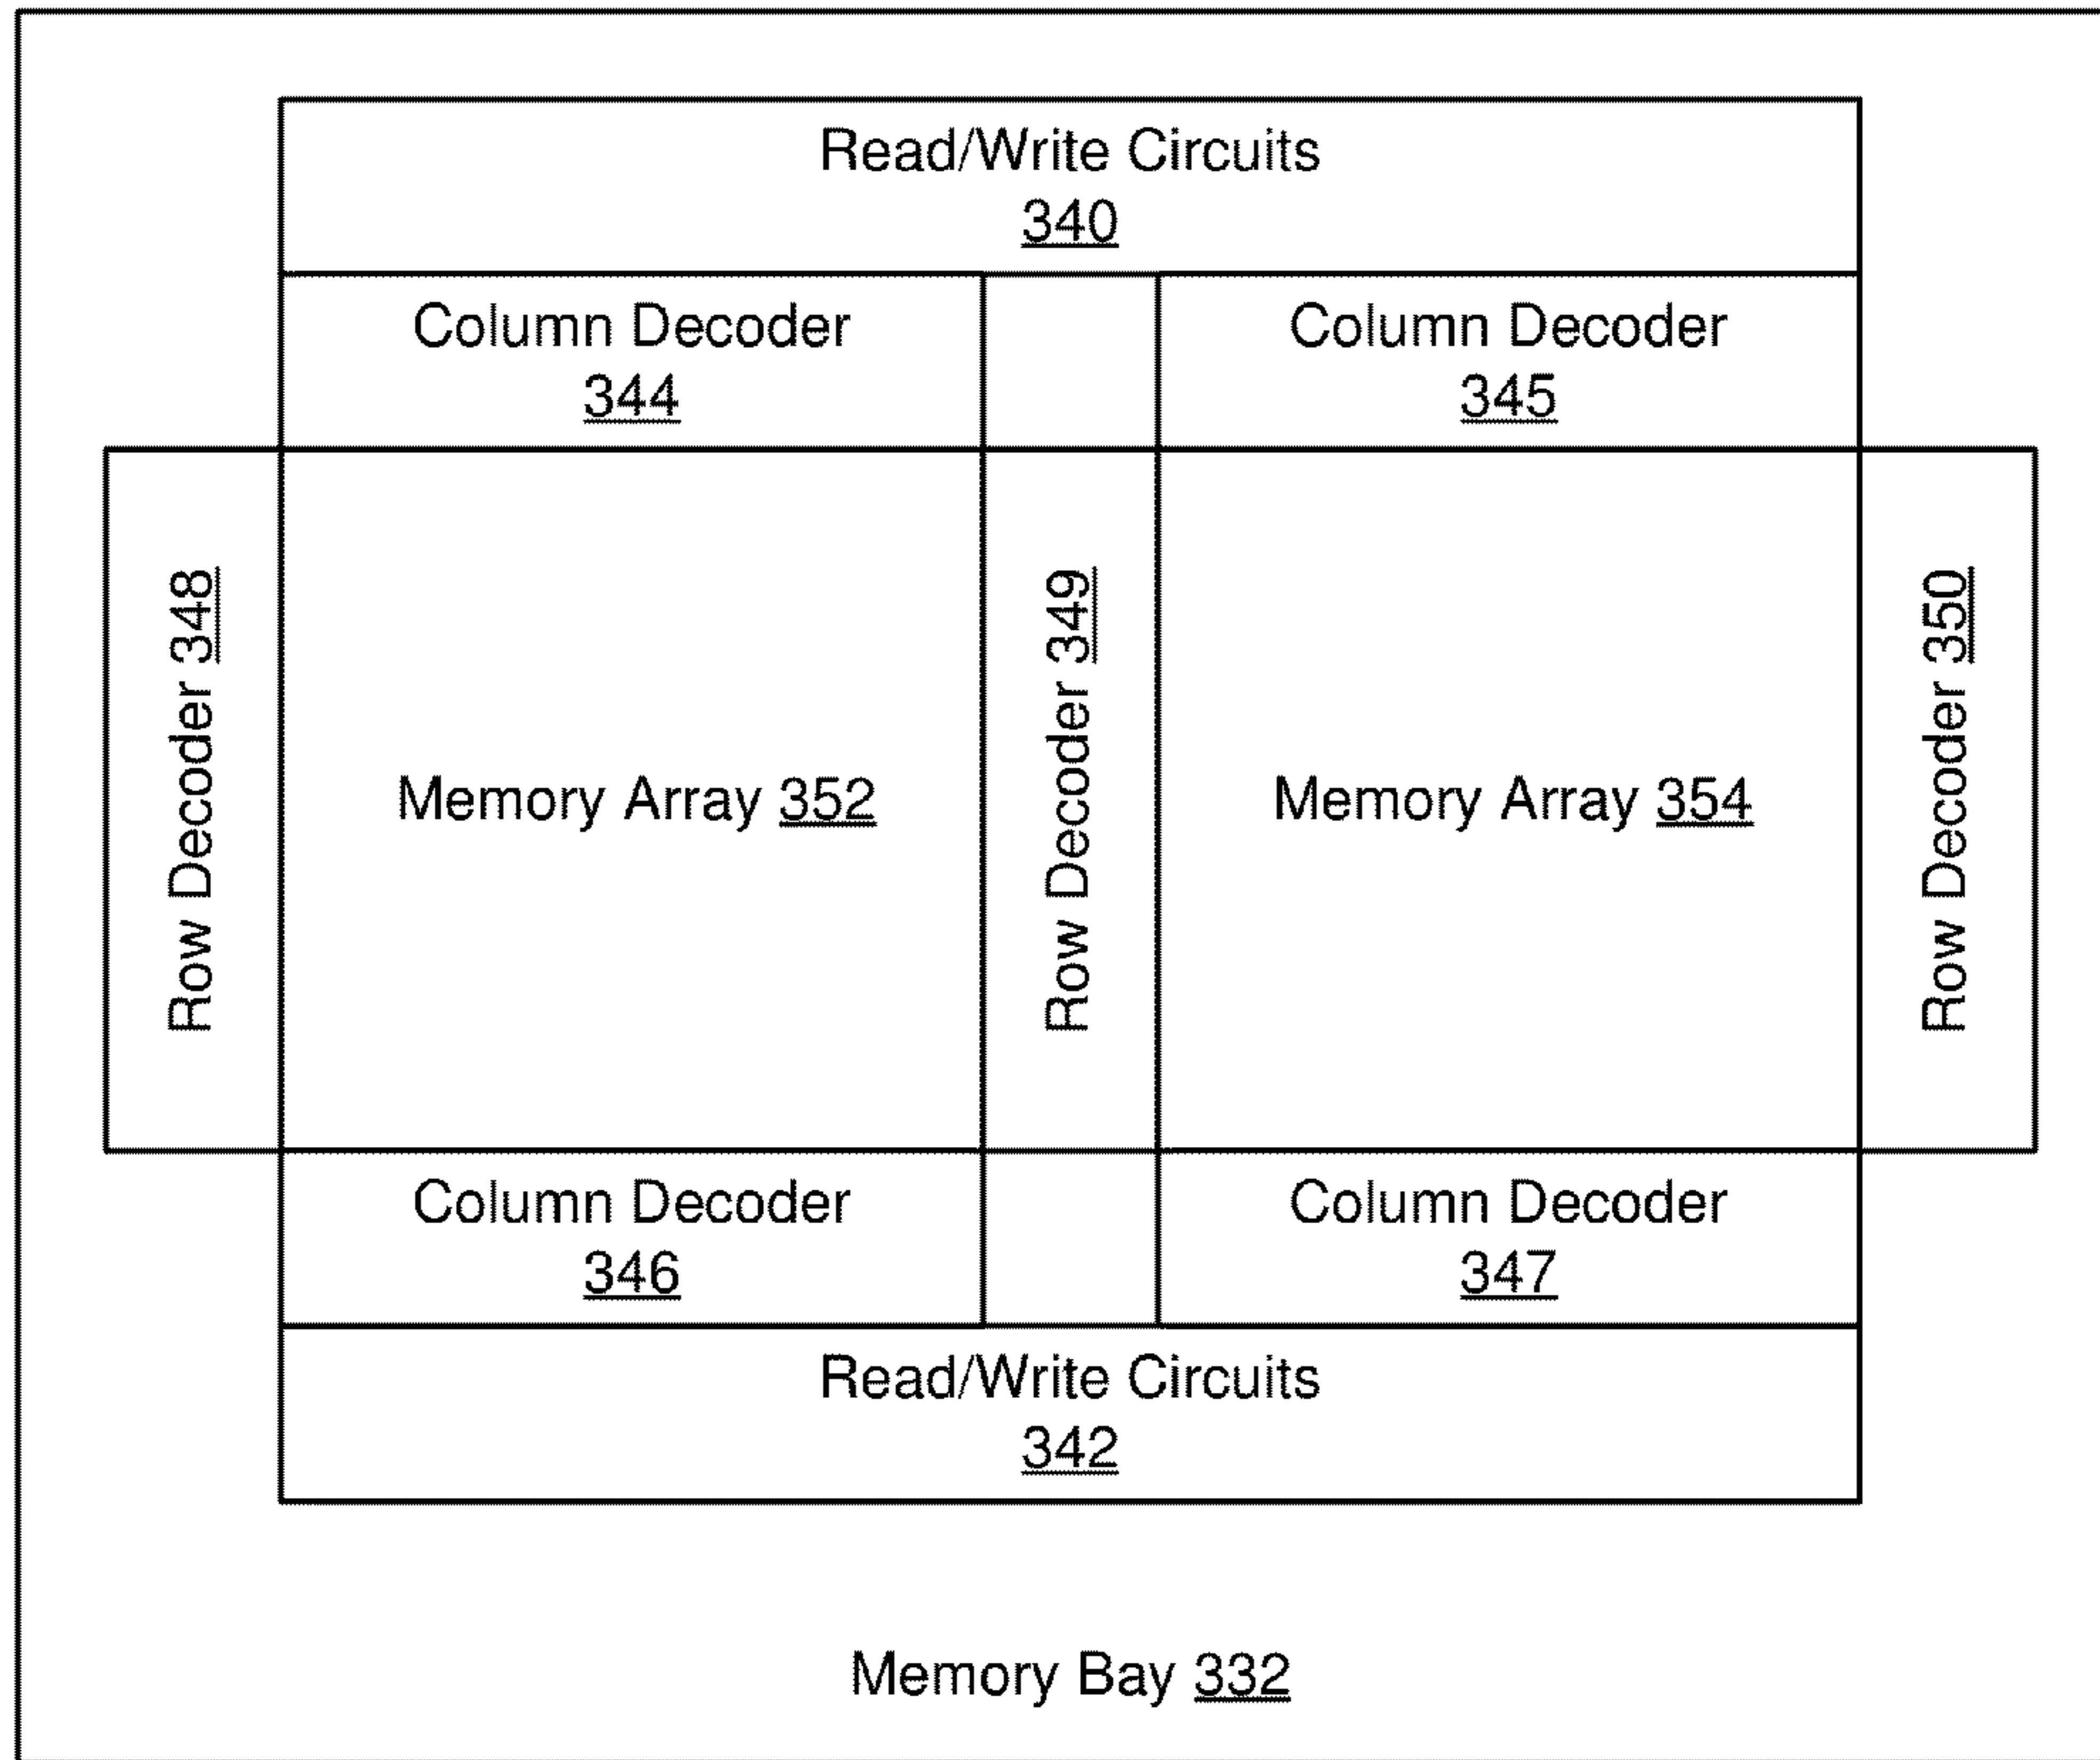 Read/Write Circuits
340
Column Decoder
344
Column Decoder
345
Row Decoder 348
Memory Array 352
Row Decoder 349
Memory Array 354
Row Decoder 350
Column Decoder
346
Column Decoder
347
Read/Write Circuits
342
Memory Bay 332